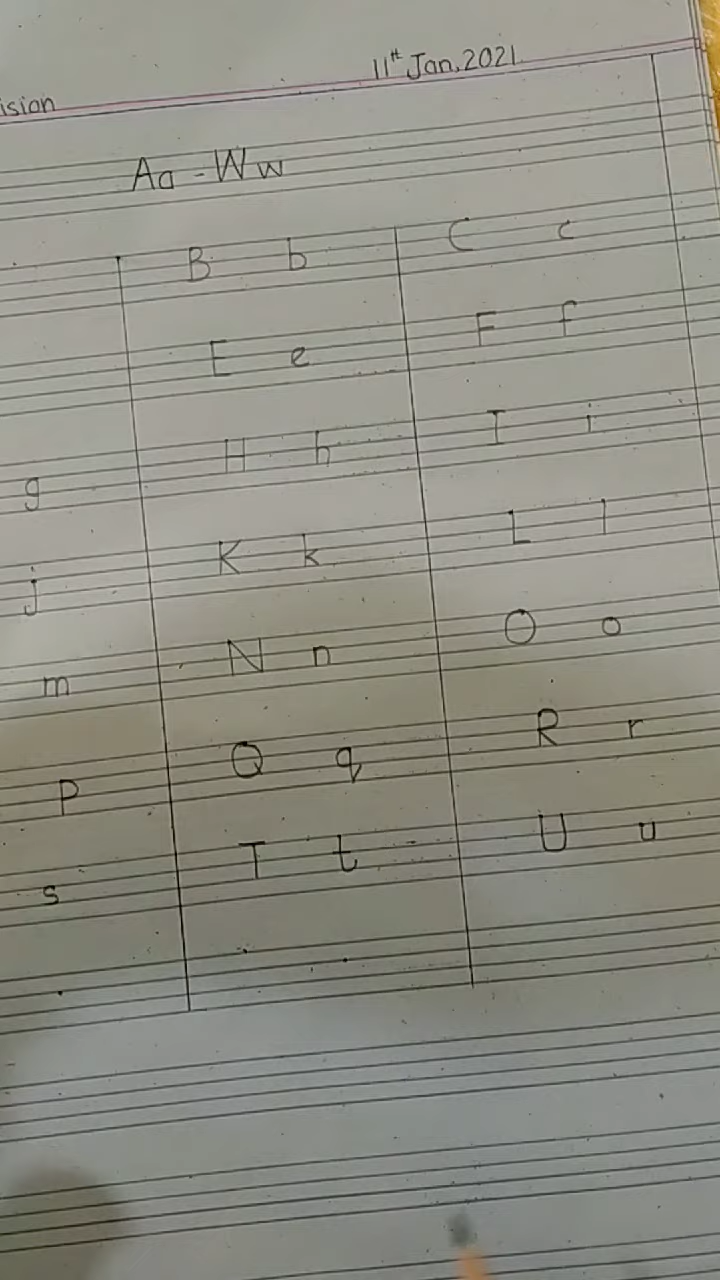 11th Jan, 2021
ision
Aa - Ww
B b C c
E e F f
g H h I i
j K k L l
m N n O o
p Q q R r
s T t U u